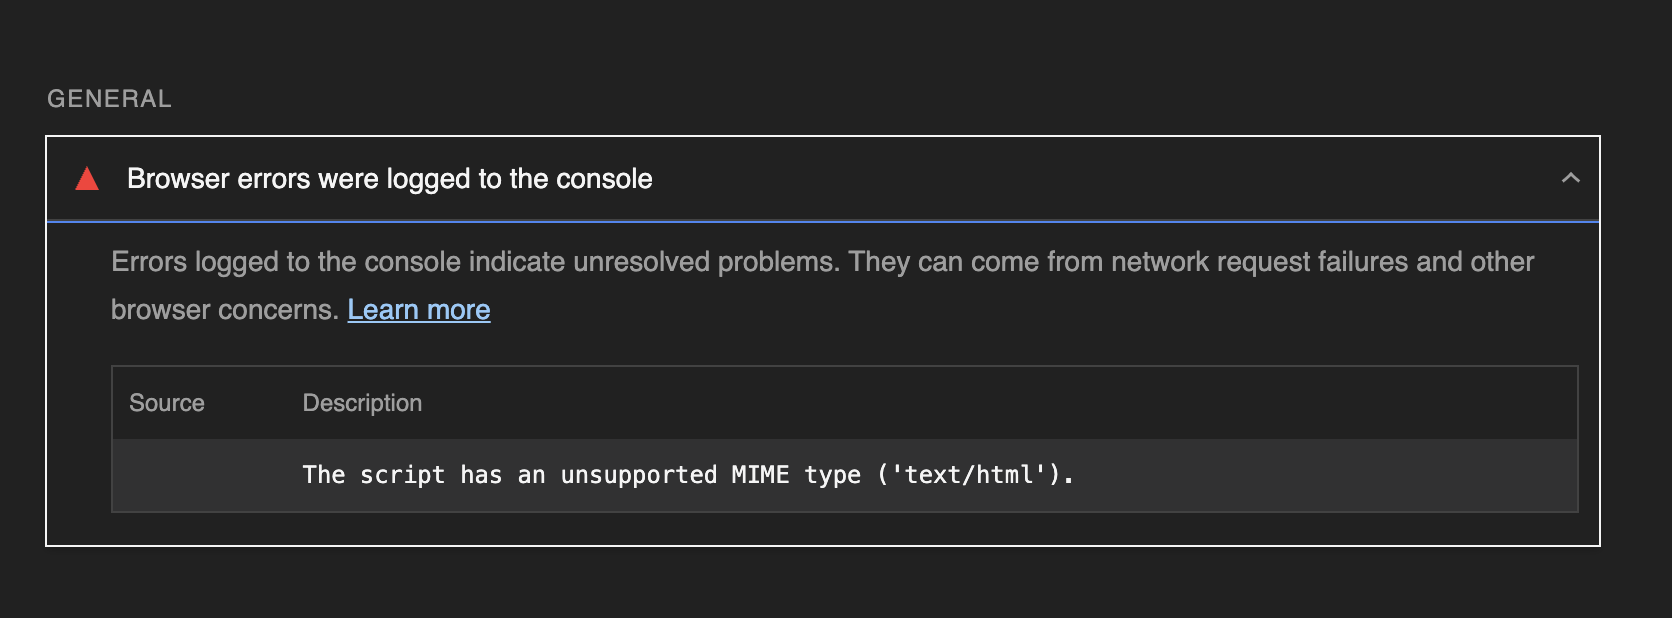 GENERAL
Browser errors were logged to the console
Errors logged to the console indicate unresolved problems. They can come from network request failures and other
browser concerns. Learn more
Source Description
The script has an unsupported MIME type ('text/html').